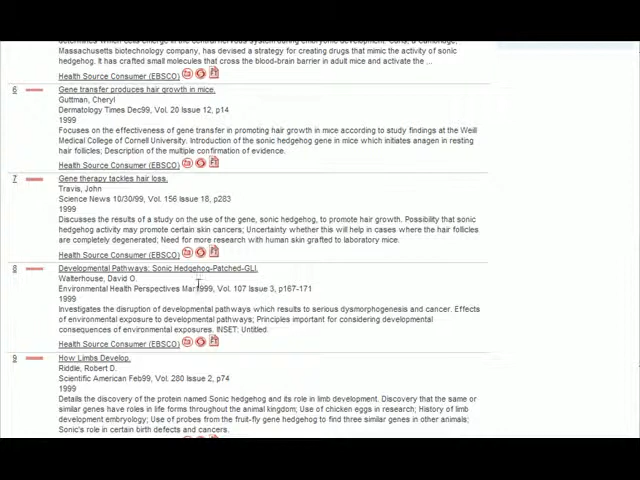 Massachusetts biotechnology company, has devised a strategy for creating drugs that mimic the activity of sonic
hedgehog. It has crafted small molecules that cross the blood-brain barrier in adult mice and activate the ...
Health Source Consumer (EBSCO)
6 Gene transfer produces hair growth in mice.
Guttman, Cheryl
Dermatology Times Dec99, Vol. 20 Issue 12, p14
1999
Focuses on the effectiveness of gene transfer in promoting hair growth in mice according to study findings at the Weill
Medical College of Cornell University. Introduction of the sonic hedgehog gene in mice which initiates anagen in resting
hair follicles; Description of the multiple confirmation of evidence.
Health Source Consumer (EBSCO)
7 Gene therapy tackles hair loss.
Travis, John
Science News 10/30/99, Vol. 156 Issue 18, p283
1999
Discusses the results of a study on the use of the gene, sonic hedgehog, to promote hair growth. Possibility that sonic
hedgehog activity may promote certain skin cancers; Uncertainty whether this will help in cases where the hair follicles
are completely degenerated; Need for more research with human skin grafted to laboratory mice.
Health Source Consumer (EBSCO)
8 Developmental Pathways: Sonic Hedgehog-Patched-GLI.
Walterhouse, David O.
Environmental Health Perspectives Mar1999, Vol. 107 Issue 3, p167-171
1999
Investigates the disruption of developmental pathways which results to serious dysmorphogenesis and cancer. Effects
of environmental exposure to developmental pathways; Principles important for considering developmental
consequences of environmental exposures. INSET: Untitled.
Health Source Consumer (EBSCO)
9 How Limbs Develop.
Riddle, Robert D.
Scientific American Feb99, Vol. 280 Issue 2, p74
1999
Details the discovery of the protein named Sonic hedgehog and its role in limb development. Discovery that the same or
similar genes have roles in life forms throughout the animal kingdom; Use of chicken eggs in research; History of limb
development embryology; Use of probes from the fruit-fly gene hedgehog to find three similar genes in other animals;
Sonic's role in certain birth defects and cancers.